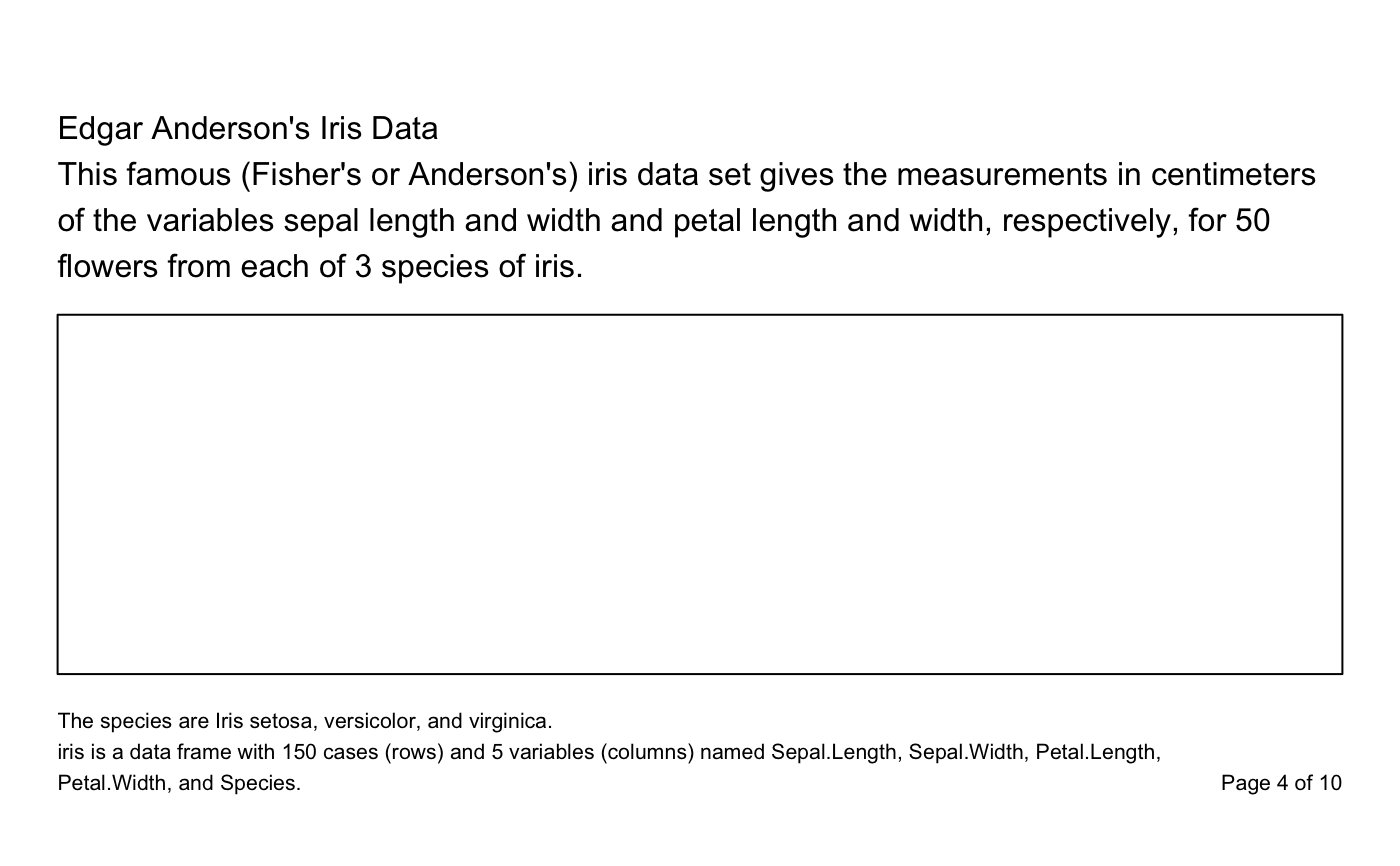 Edgar Anderson's Iris Data
This famous (Fisher's or Anderson's) iris data set gives the measurements in centimeters
of the variables sepal length and width and petal length and width, respectively, for 50
flowers from each of 3 species of iris.
The species are Iris setosa, versicolor, and virginica.
iris is a data frame with 150 cases (rows) and 5 variables (columns) named Sepal.Length, Sepal.Width, Petal.Length,
Petal.Width, and Species.
Page 4 of 10